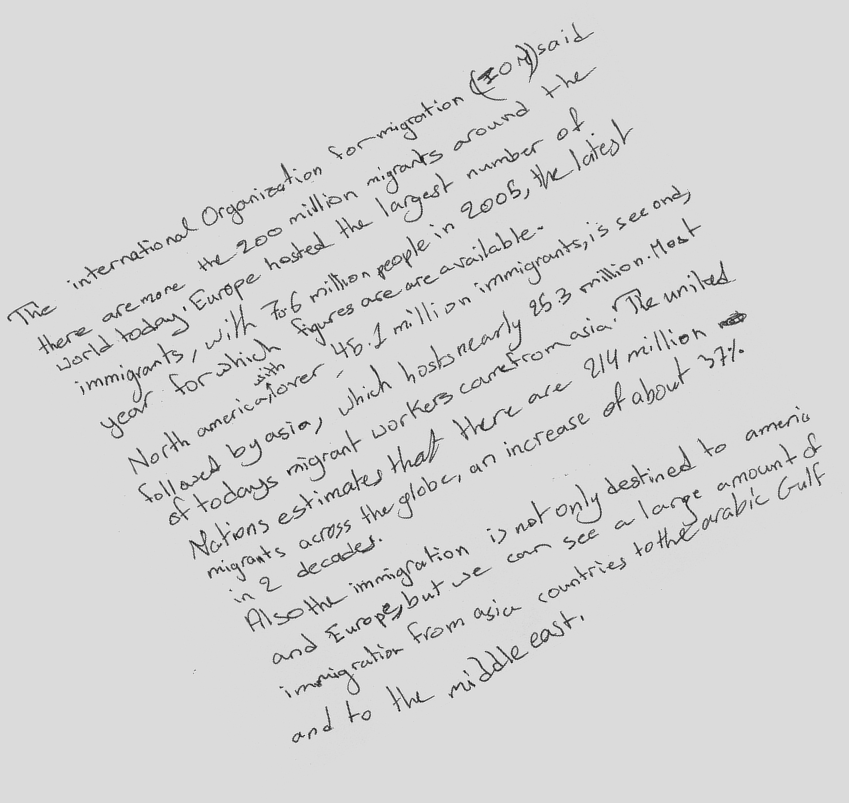 The international Organization for migration (IOM) said
there are more the 200 million migrants around the
world today. Europe hosted the largest number of
immigrants, with 70.6 million people in 2005, the latest
year for which figures are are available.
North america, with over 45.1 million immigrants, is second,
followed by asia, which hosts nearly 25.3 million. Most
of todays migrant workers come from asia. The united
Nations estimates that there are 214 million
migrants across the globe, an increase of about 37%
in 2 decades.
Also the immigration is not only destined to america
and Europe, but we can see a large amount of
immigration from asia countries to the arabic Gulf
and to the middle east.